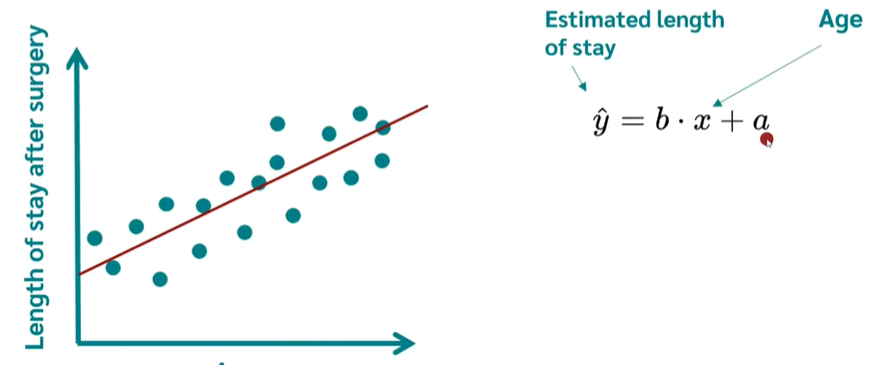 Length of stay after surgery
Estimated length
of stay
Age
ŷ = b · x + a